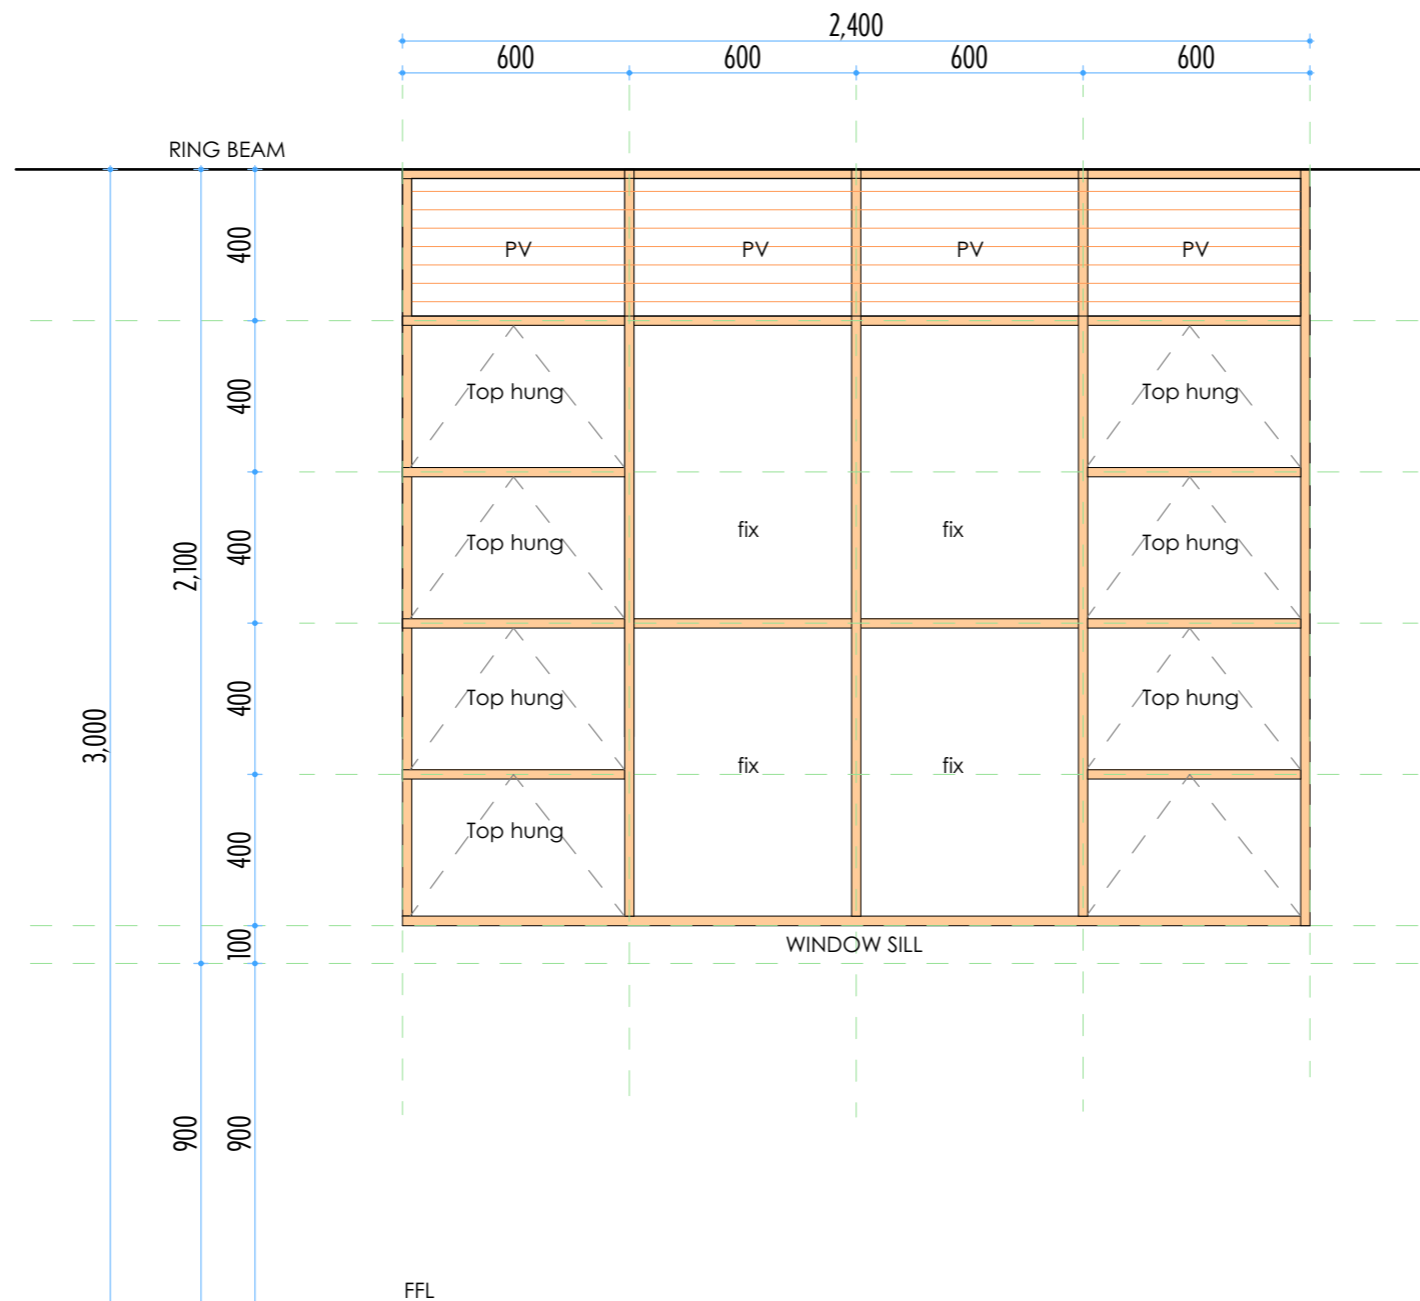 2,400
600 600 600 600
RING BEAM
400
PV PV PV PV
400
Top hung Top hung
2,100
400
fix fix
Top hung Top hung
3,000
400
Top hung Top hung
fix fix
400
Top hung
100
WINDOW SILL
900 900
FFL